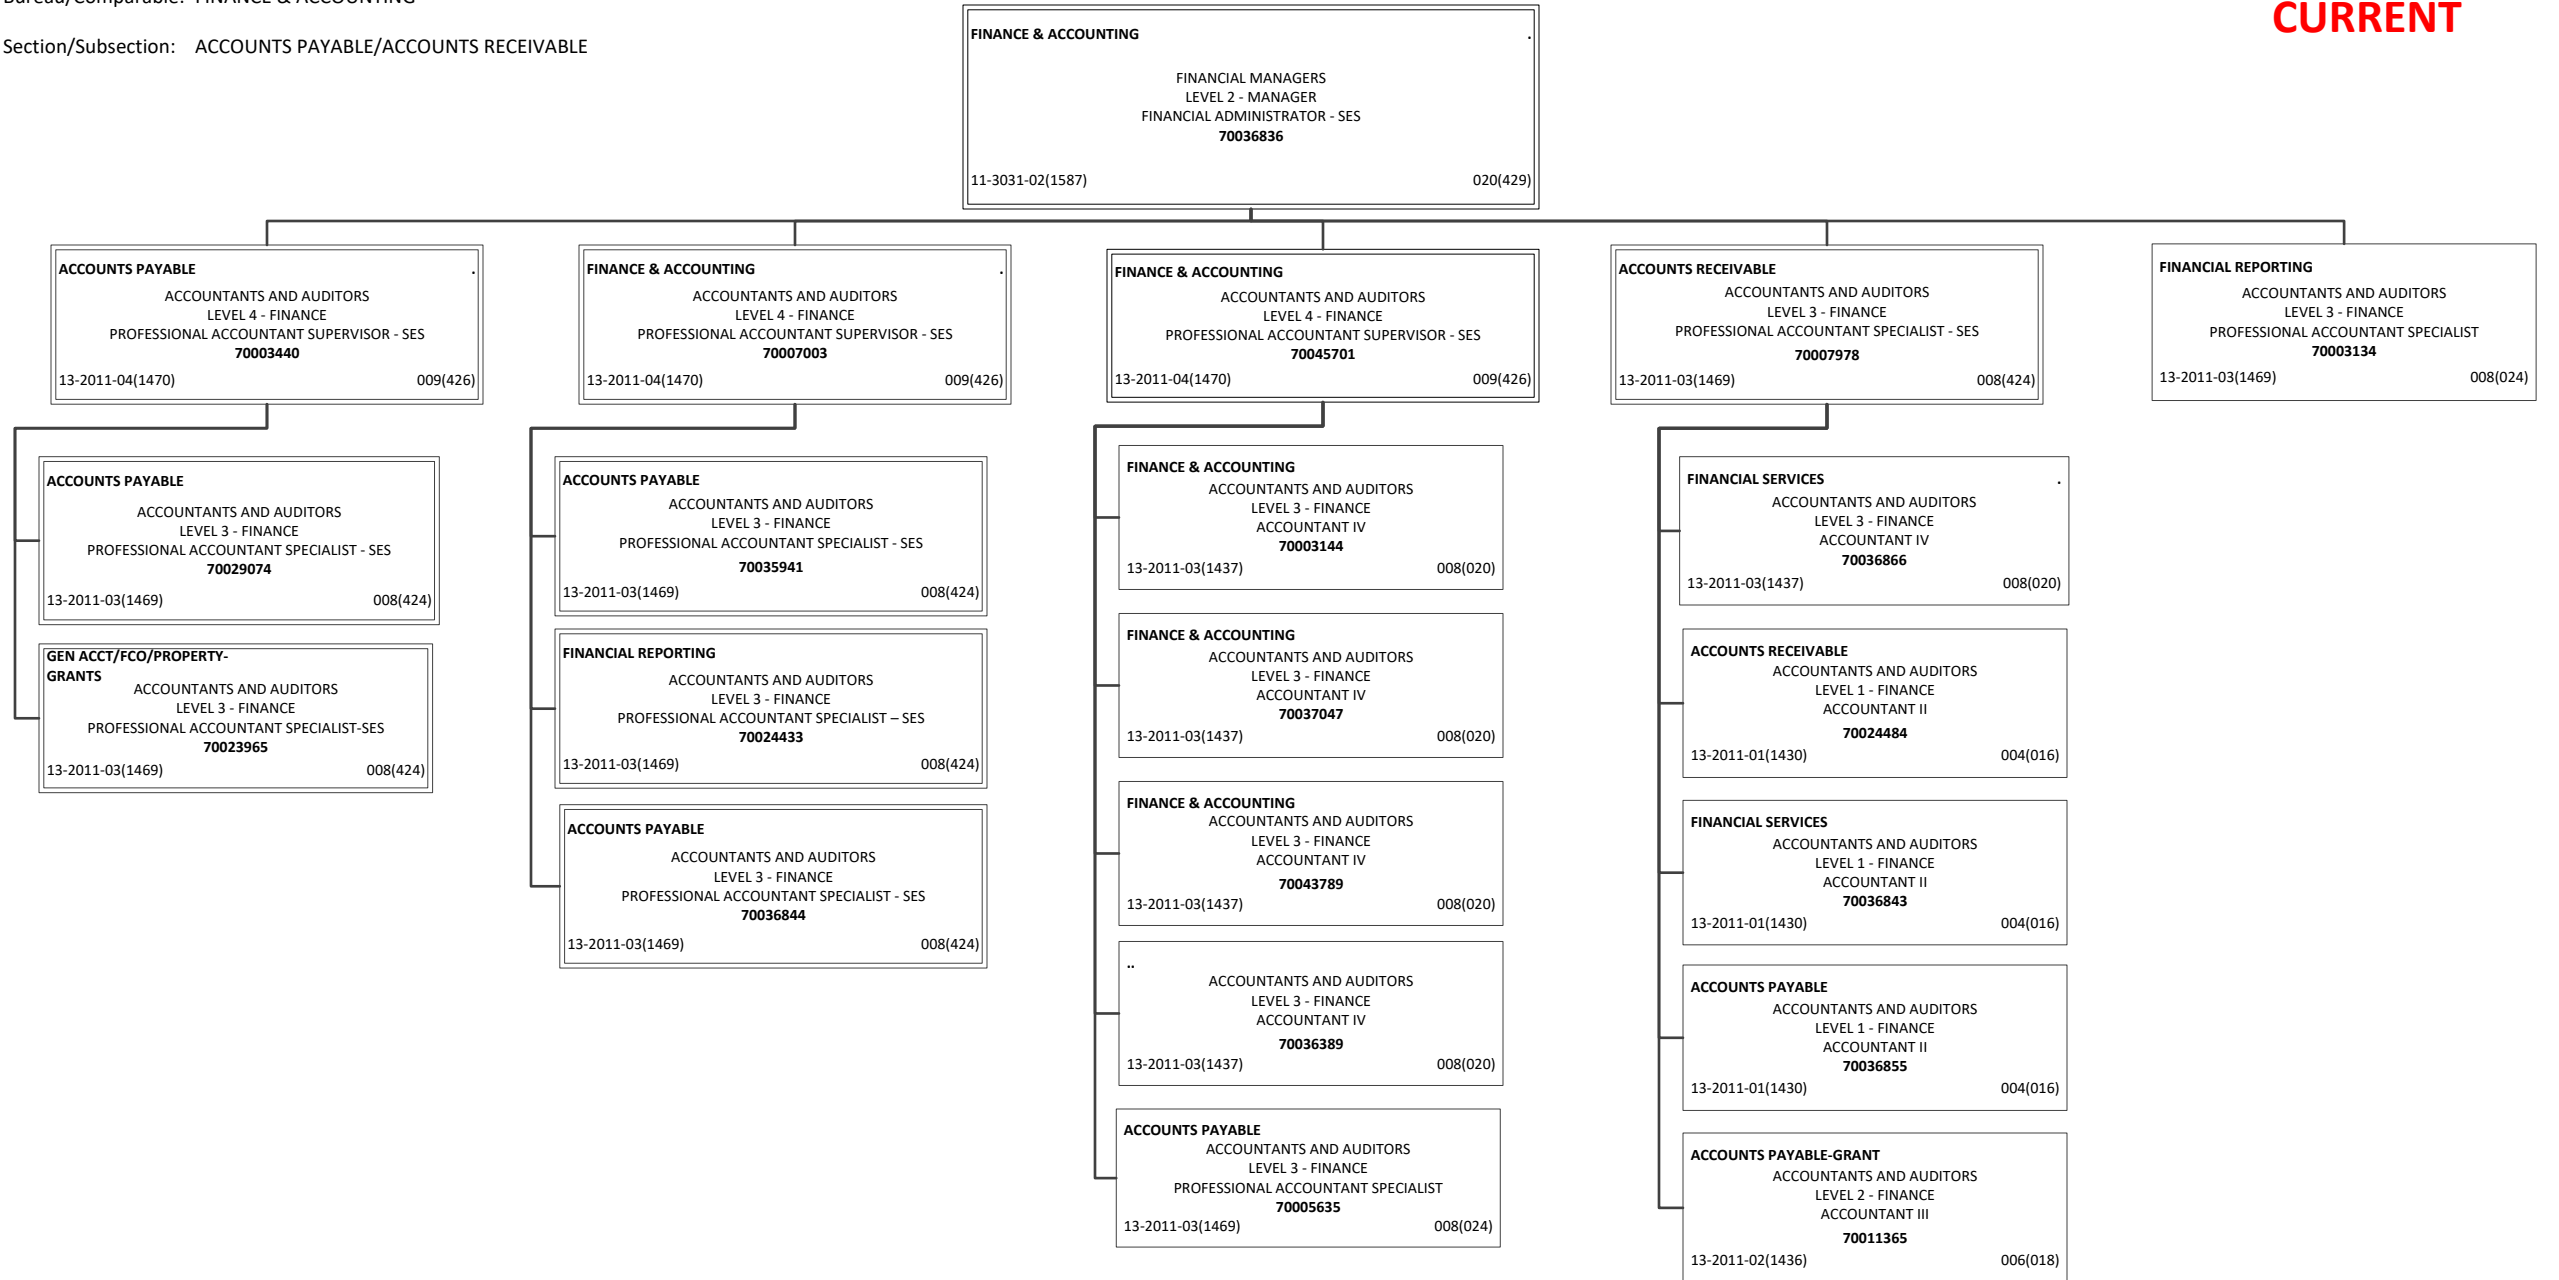 Bureau/Comparable: FINANCE & ACCOUNTING
CURRENT
Section/Subsection: ACCOUNTS PAYABLE/ACCOUNTS RECEIVABLE
FINANCE & ACCOUNTING .
FINANCIAL MANAGERS
LEVEL 2 - MANAGER
FINANCIAL ADMINISTRATOR - SES
70036836
11-3031-02(1587) 020(429)
ACCOUNTS PAYABLE .
ACCOUNTANTS AND AUDITORS
LEVEL 4 - FINANCE
PROFESSIONAL ACCOUNTANT SUPERVISOR - SES
70003440
13-2011-04(1470) 009(426)
ACCOUNTS PAYABLE
ACCOUNTANTS AND AUDITORS
LEVEL 3 - FINANCE
PROFESSIONAL ACCOUNTANT SPECIALIST - SES
70029074
13-2011-03(1469) 008(424)
GEN ACCT/FCO/PROPERTY-
GRANTS
ACCOUNTANTS AND AUDITORS
LEVEL 3 - FINANCE
PROFESSIONAL ACCOUNTANT SPECIALIST-SES
70023965
13-2011-03(1469) 008(424)
FINANCE & ACCOUNTING .
ACCOUNTANTS AND AUDITORS
LEVEL 4 - FINANCE
PROFESSIONAL ACCOUNTANT SUPERVISOR - SES
70007003
13-2011-04(1470) 009(426)
ACCOUNTS PAYABLE
ACCOUNTANTS AND AUDITORS
LEVEL 3 - FINANCE
PROFESSIONAL ACCOUNTANT SPECIALIST - SES
70035941
13-2011-03(1469) 008(424)
FINANCIAL REPORTING
ACCOUNTANTS AND AUDITORS
LEVEL 3 - FINANCE
PROFESSIONAL ACCOUNTANT SPECIALIST – SES
70024433
13-2011-03(1469) 008(424)
ACCOUNTS PAYABLE
ACCOUNTANTS AND AUDITORS
LEVEL 3 - FINANCE
PROFESSIONAL ACCOUNTANT SPECIALIST - SES
70036844
13-2011-03(1469) 008(424)
FINANCE & ACCOUNTING
ACCOUNTANTS AND AUDITORS
LEVEL 4 - FINANCE
PROFESSIONAL ACCOUNTANT SUPERVISOR - SES
70045701
13-2011-04(1470) 009(426)
FINANCE & ACCOUNTING
ACCOUNTANTS AND AUDITORS
LEVEL 3 - FINANCE
ACCOUNTANT IV
70003144
13-2011-03(1437) 008(020)
FINANCE & ACCOUNTING
ACCOUNTANTS AND AUDITORS
LEVEL 3 - FINANCE
ACCOUNTANT IV
70037047
13-2011-03(1437) 008(020)
FINANCE & ACCOUNTING
ACCOUNTANTS AND AUDITORS
LEVEL 3 - FINANCE
ACCOUNTANT IV
70043789
13-2011-03(1437) 008(020)
..
ACCOUNTANTS AND AUDITORS
LEVEL 3 - FINANCE
ACCOUNTANT IV
70036389
13-2011-03(1437) 008(020)
ACCOUNTS PAYABLE
ACCOUNTANTS AND AUDITORS
LEVEL 3 - FINANCE
PROFESSIONAL ACCOUNTANT SPECIALIST
70005635
13-2011-03(1469) 008(024)
ACCOUNTS RECEIVABLE
ACCOUNTANTS AND AUDITORS
LEVEL 3 - FINANCE
PROFESSIONAL ACCOUNTANT SPECIALIST - SES
70007978
13-2011-03(1469) 008(424)
FINANCIAL SERVICES .
ACCOUNTANTS AND AUDITORS
LEVEL 3 - FINANCE
ACCOUNTANT IV
70036866
13-2011-03(1437) 008(020)
ACCOUNTS RECEIVABLE
ACCOUNTANTS AND AUDITORS
LEVEL 1 - FINANCE
ACCOUNTANT II
70024484
13-2011-01(1430) 004(016)
FINANCIAL SERVICES
ACCOUNTANTS AND AUDITORS
LEVEL 1 - FINANCE
ACCOUNTANT II
70036843
13-2011-01(1430) 004(016)
ACCOUNTS PAYABLE
ACCOUNTANTS AND AUDITORS
LEVEL 1 - FINANCE
ACCOUNTANT II
70036855
13-2011-01(1430) 004(016)
ACCOUNTS PAYABLE-GRANT
ACCOUNTANTS AND AUDITORS
LEVEL 2 - FINANCE
ACCOUNTANT III
70011365
13-2011-02(1436) 006(018)
FINANCIAL REPORTING
ACCOUNTANTS AND AUDITORS
LEVEL 3 - FINANCE
PROFESSIONAL ACCOUNTANT SPECIALIST
70003134
13-2011-03(1469) 008(024)